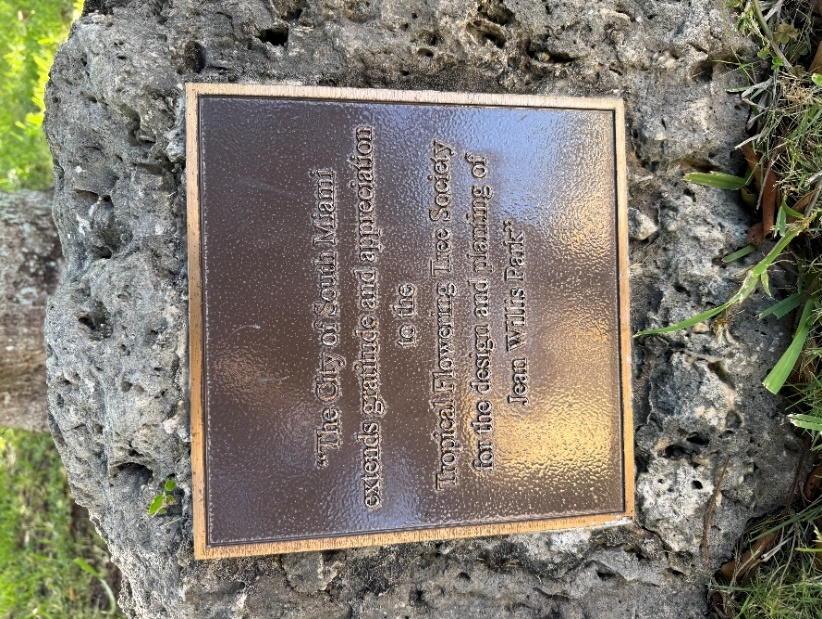 “The City of South Miami
extends gratitude and appreciation
to the
Tropical Flowering Tree Society
for the design and planting of
Jean Willis Park”